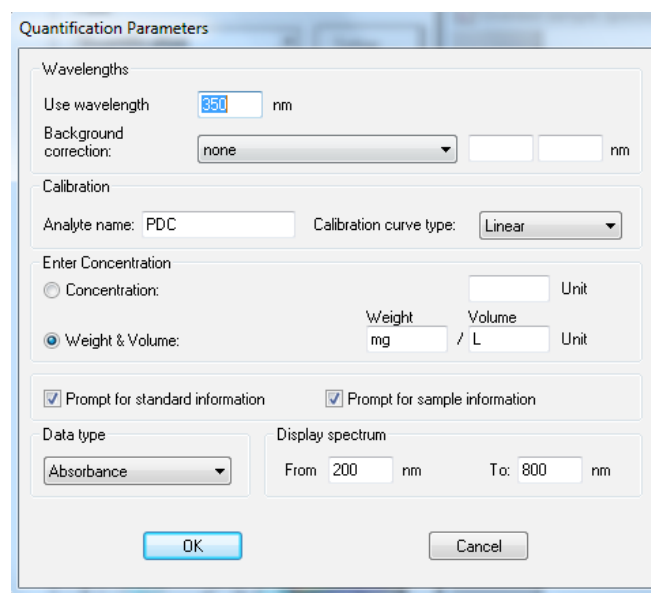 Quantification Parameters
Wavelengths
Use wavelength 350 nm
Background
correction: none nm
Calibration
Analyte name: PDC Calibration curve type: Linear
Enter Concentration
Concentration: Unit
Weight Volume
Weight & Volume: mg / L Unit
Prompt for standard information Prompt for sample information
Data type Display spectrum
Absorbance From 200 nm To: 800 nm
OK Cancel